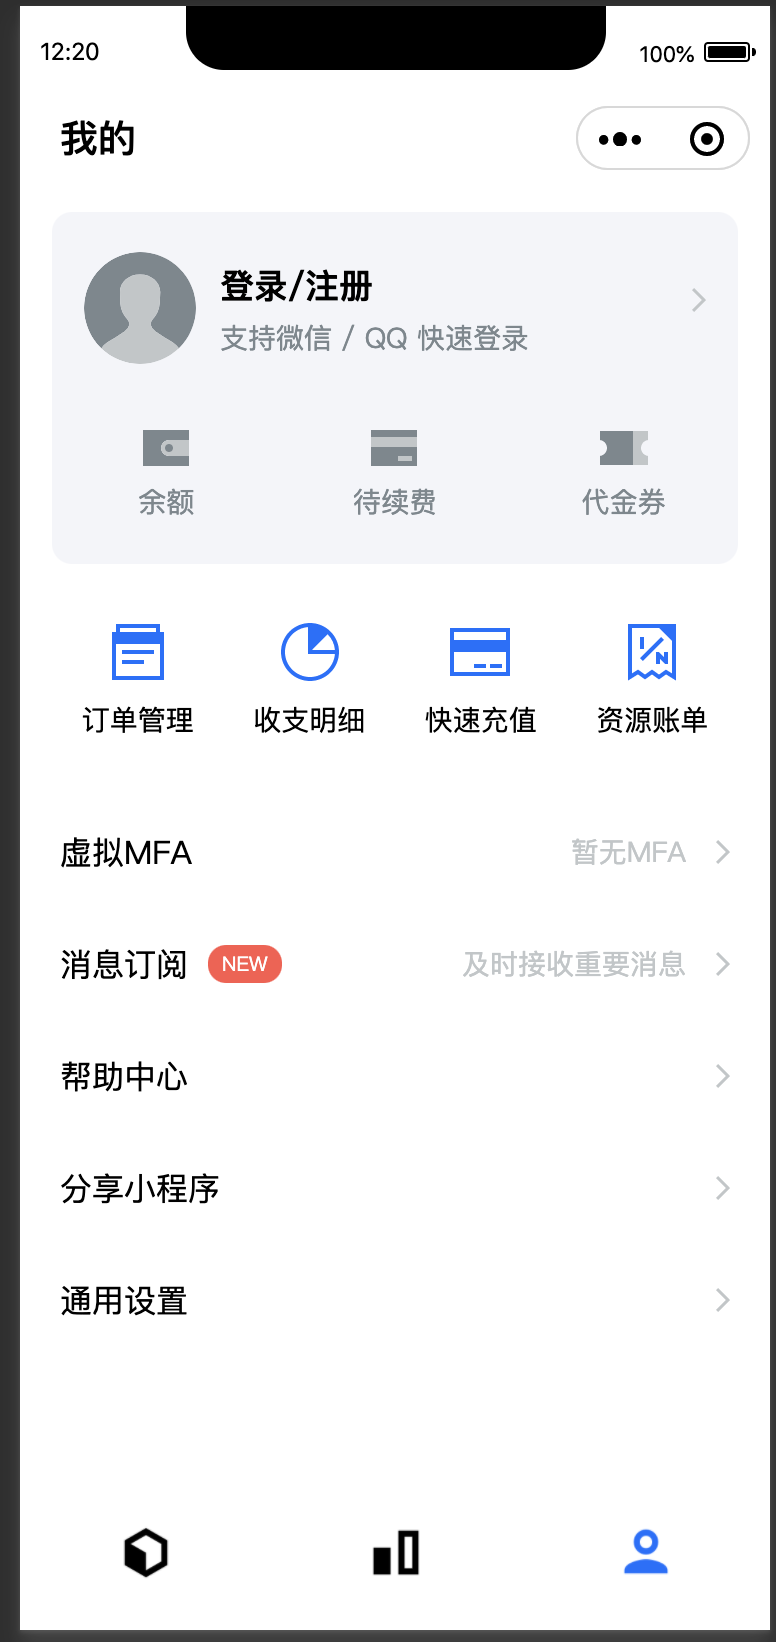 12:20
100%
我的
登录/注册
支持微信 / QQ 快速登录
余额 待续费 代金券
订单管理 收支明细 快速充值 资源账单
虚拟MFA 暂无MFA
消息订阅 NEW 及时接收重要消息
帮助中心
分享小程序
通用设置